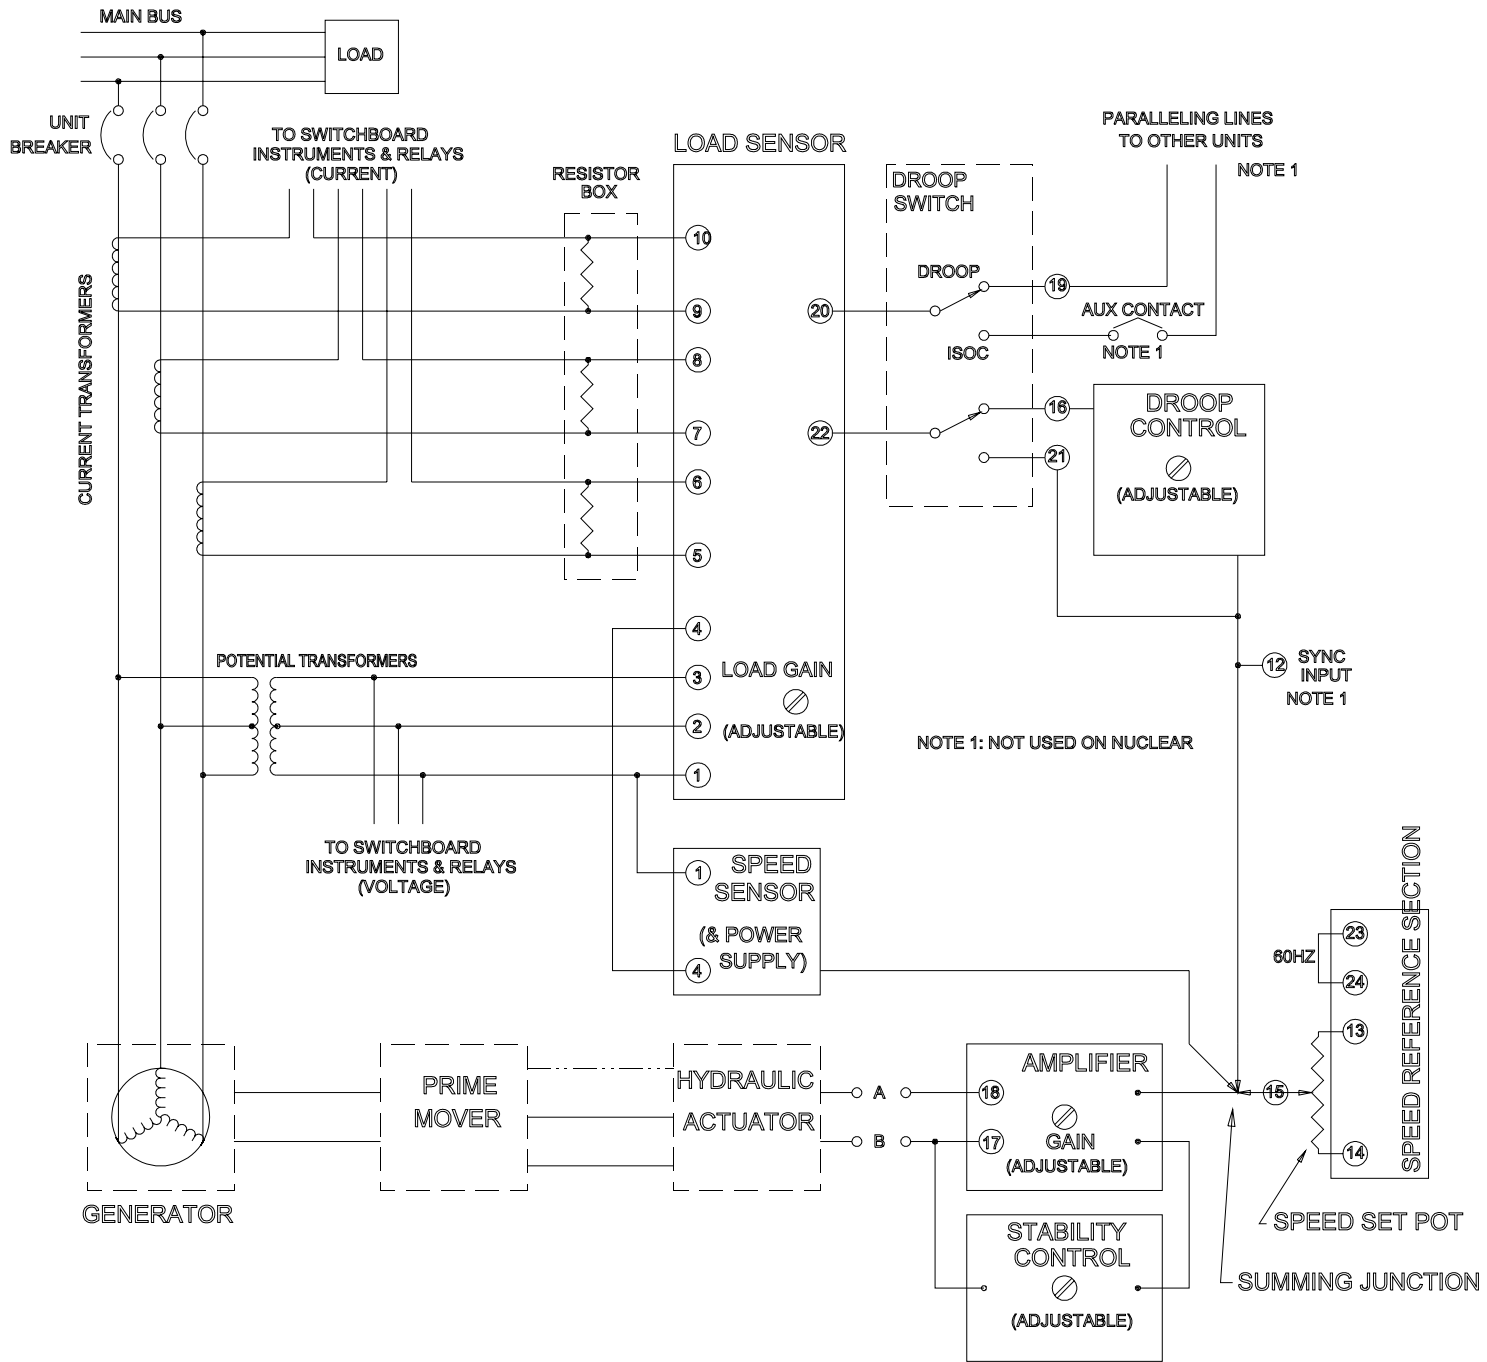 MAIN BUS
LOAD
UNIT
BREAKER
TO SWITCHBOARD
INSTRUMENTS & RELAYS
(CURRENT)
RESISTOR
BOX
LOAD SENSOR
DROOP
SWITCH
PARALLELING LINES
TO OTHER UNITS
NOTE 1
CURRENT TRANSFORMERS
10
9
8
7
6
5
4
3
2
1
20
22
DROOP
ISOC
19
AUX CONTACT
NOTE 1
16
21
DROOP
CONTROL
(ADJUSTABLE)
LOAD GAIN
(ADJUSTABLE)
POTENTIAL TRANSFORMERS
12
SYNC
INPUT
NOTE 1
NOTE 1: NOT USED ON NUCLEAR
TO SWITCHBOARD
INSTRUMENTS & RELAYS
(VOLTAGE)
1
SPEED
SENSOR
(& POWER
SUPPLY)
4
SPEED REFERENCE SECTION
23
60HZ
24
13
15
14
GENERATOR
PRIME
MOVER
HYDRAULIC
ACTUATOR
A
B
18
17
AMPLIFIER
GAIN
(ADJUSTABLE)
STABILITY
CONTROL
(ADJUSTABLE)
SPEED SET POT
SUMMING JUNCTION